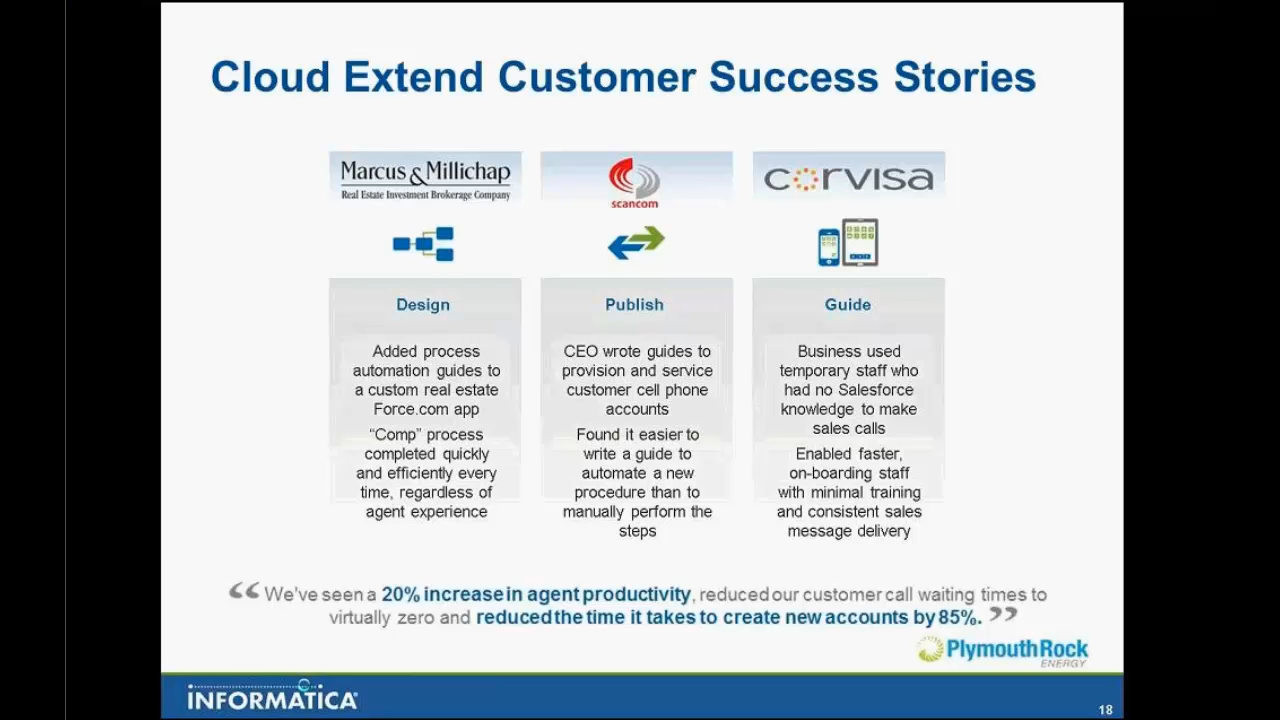 Cloud Extend Customer Success Stories
Marcus & Millichap
Real Estate Investment Brokerage Company
scancom
corvisa
Design
Added process
automation guides to
a custom real estate
Force.com app
“Comp” process
completed quickly
and efficiently every
time, regardless of
agent experience
Publish
CEO wrote guides to
provision and service
customer cell phone
accounts
Found it easier to
write a guide to
automate a new
procedure than to
manually perform the
steps
Guide
Business used
temporary staff who
had no Salesforce
knowledge to make
sales calls
Enabled faster,
on-boarding staff
with minimal training
and consistent sales
message delivery
“We’ve seen a 20% increase in agent productivity, reduced our customer call waiting times to
virtually zero and reduced the time it takes to create new accounts by 85%.”
Plymouth Rock
ENERGY
INFORMATICA
18